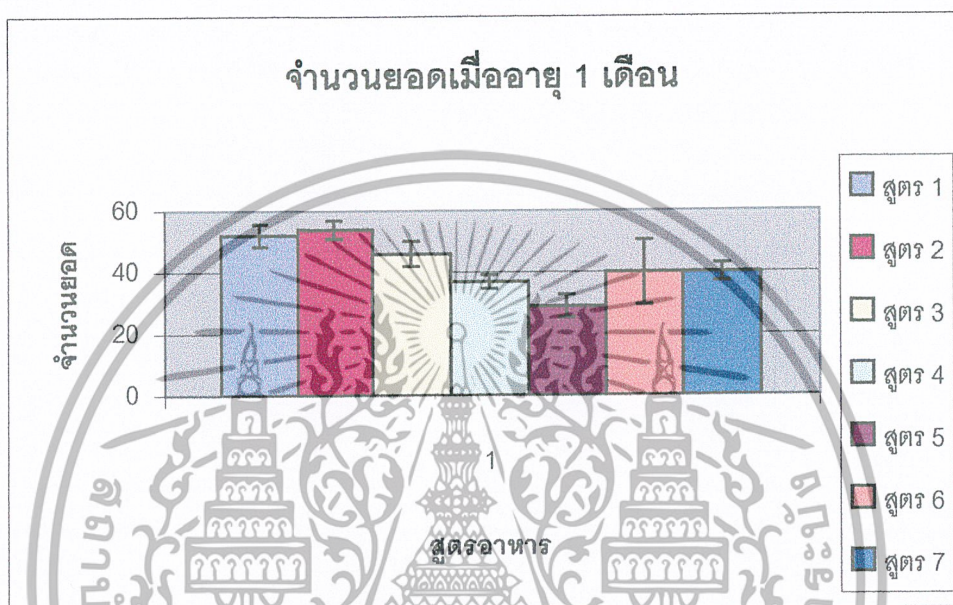 จำนวนยอดเมื่ออายุ 1 เดือน
จำนวนยอด
60
40
20
0
1
สูตรอาหาร
สูตร 1
สูตร 2
สูตร 3
สูตร 4
สูตร 5
สูตร 6
สูตร 7